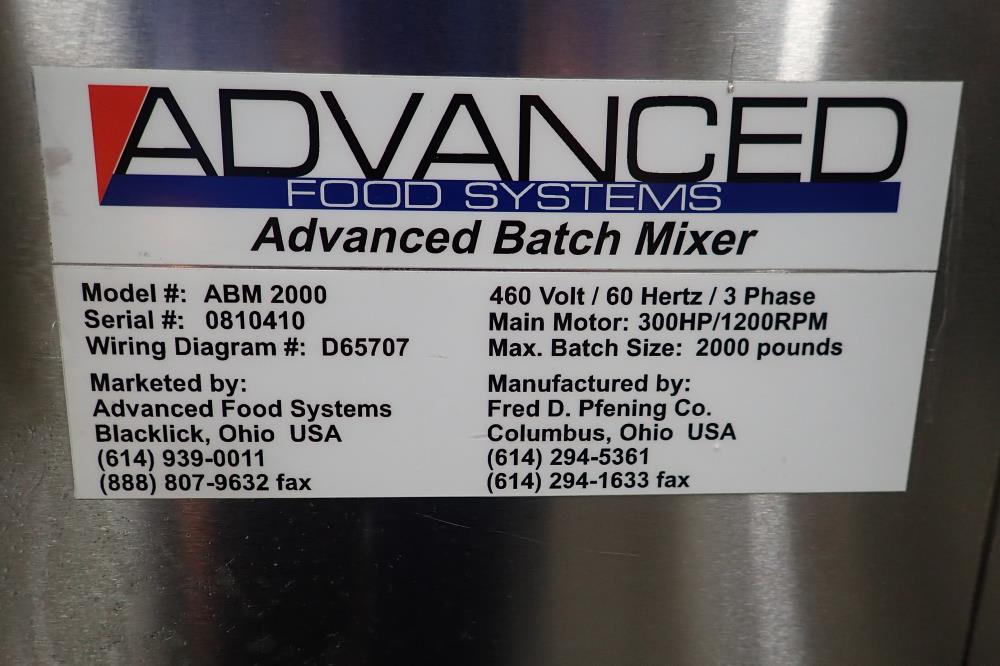 ADVANCED
FOOD SYSTEMS
Advanced Batch Mixer
Model #: ABM 2000
Serial #: 0810410
Wiring Diagram #: D65707
460 Volt / 60 Hertz / 3 Phase
Main Motor: 300HP/1200RPM
Max. Batch Size: 2000 pounds
Marketed by:
Advanced Food Systems
Blacklick, Ohio USA
(614) 939-0011
(888) 807-9632 fax
Manufactured by:
Fred D. Pfening Co.
Columbus, Ohio USA
(614) 294-5361
(614) 294-1633 fax